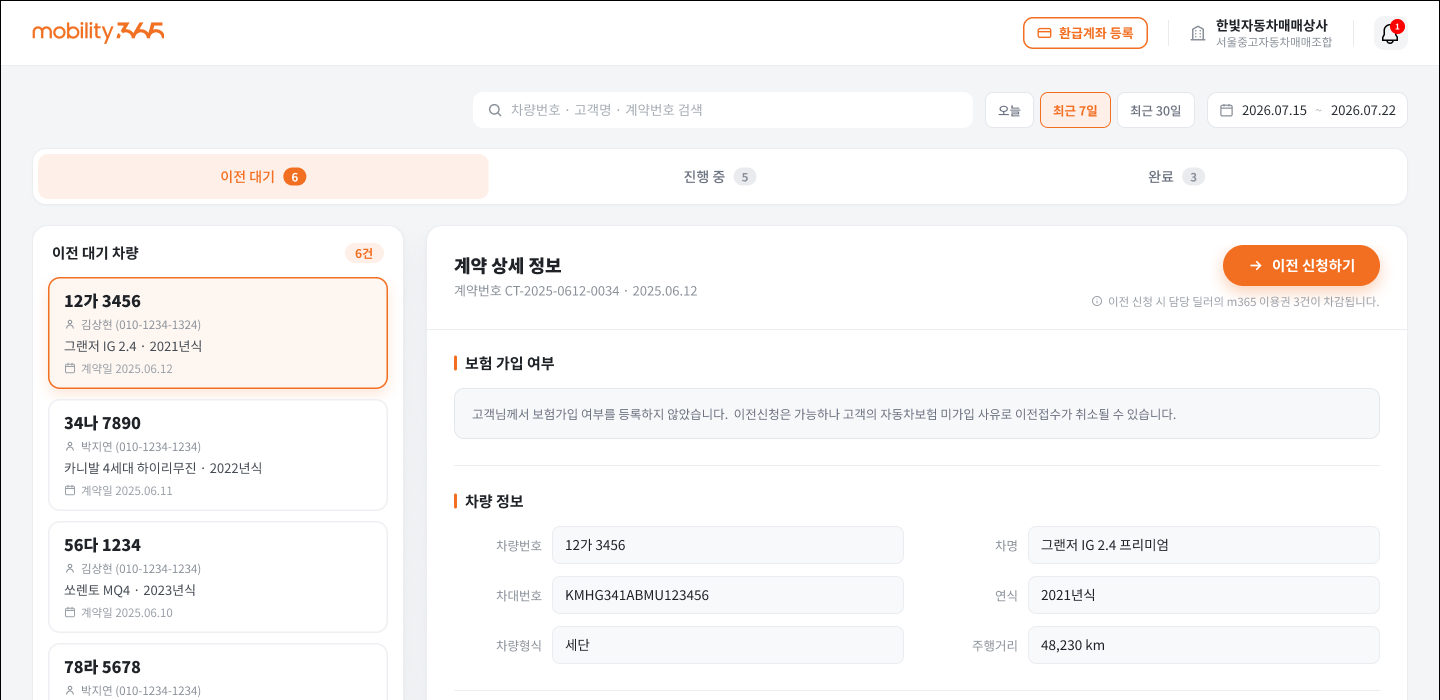 mobility 365
환급계좌 등록
한빛자동차매매상사
서울중고자동차매매조합
1
차량번호 · 고객명 · 계약번호 검색
오늘
최근 7일
최근 30일
2026.07.15 ~ 2026.07.22
이전 대기 6
진행 중 5
완료 3
이전 대기 차량 6건
12가 3456
김상현 (010-1234-1324)
그랜저 IG 2.4 · 2021년식
계약일 2025.06.12
34나 7890
박지연 (010-1234-1234)
카니발 4세대 하이리무진 · 2022년식
계약일 2025.06.11
56다 1234
김상현 (010-1234-1234)
쏘렌토 MQ4 · 2023년식
계약일 2025.06.10
78라 5678
박지연 (010-1234-1234)
계약 상세 정보
계약번호 CT-2025-0612-0034 · 2025.06.12
→ 이전 신청하기
이전 신청 시 담당 딜러의 m365 이용권 3건이 차감됩니다.
보험 가입 여부
고객님께서 보험가입 여부를 등록하지 않았습니다. 이전신청은 가능하나 고객의 자동차보험 미가입 사유로 이전접수가 취소될 수 있습니다.
차량 정보
차량번호 12가 3456
차명 그랜저 IG 2.4 프리미엄
차대번호 KMHG341ABMU123456
연식 2021년식
차량형식 세단
주행거리 48,230 km